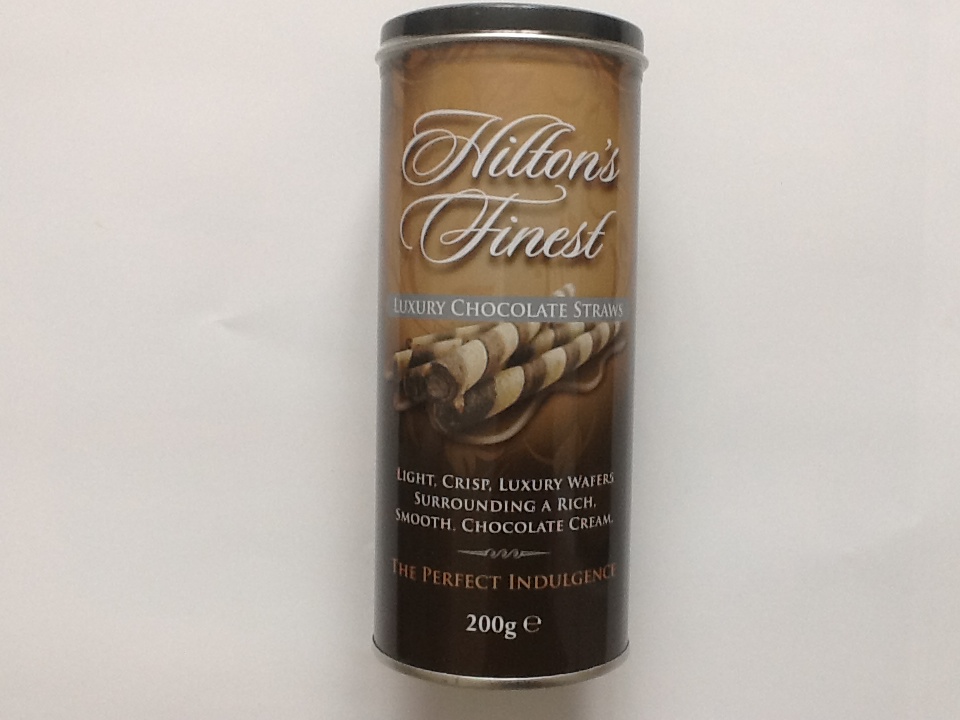 Hilton's
Finest
LUXURY CHOCOLATE STRAWS
LIGHT, CRISP, LUXURY WAFERS
SURROUNDING A RICH,
SMOOTH, CHOCOLATE CREAM.
THE PERFECT INDULGENCE
200g ℮